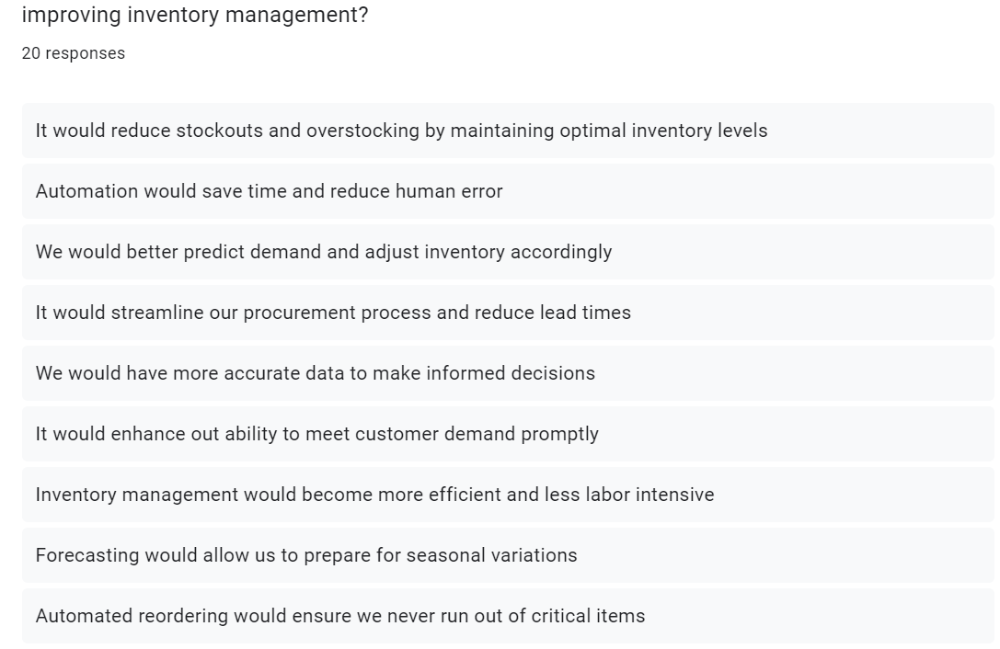 improving inventory management?
20 responses
It would reduce stockouts and overstocking by maintaining optimal inventory levels
Automation would save time and reduce human error
We would better predict demand and adjust inventory accordingly
It would streamline our procurement process and reduce lead times
We would have more accurate data to make informed decisions
It would enhance out ability to meet customer demand promptly
Inventory management would become more efficient and less labor intensive
Forecasting would allow us to prepare for seasonal variations
Automated reordering would ensure we never run out of critical items